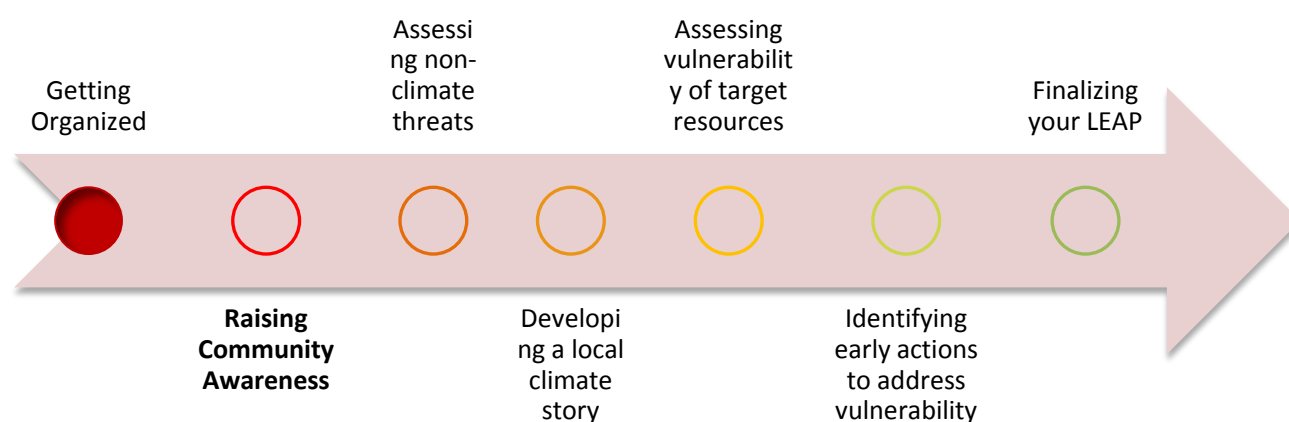 Getting
Organized
Raising
Community
Awareness
Assessi
ng non-
climate
threats
Developi
ng a local
climate
story
Assessing
vulnerabilit
y of target
resources
Identifying
early actions
to address
vulnerability
Finalizing
your LEAP